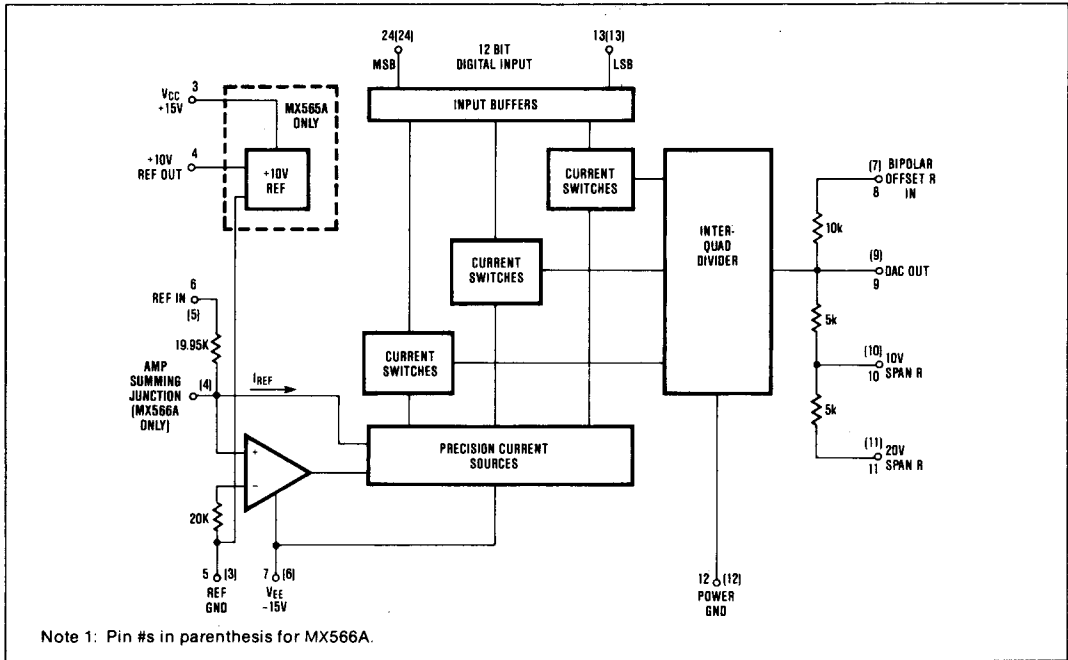 24(24)
12 BIT
DIGITAL INPUT
13(13)
MSB
LSB
INPUT BUFFERS
VCC
+15V
3
MX565A
ONLY
+10V
REF OUT
4
+10V
REF
CURRENT
SWITCHES
CURRENT
SWITCHES
CURRENT
SWITCHES
INTER-
QUAD
DIVIDER
(7) BIPOLAR
OFFSET R
8 IN
10k
(9)
DAC OUT
9
5k
(10)
10V
10 SPAN R
5k
(11)
20V
11 SPAN R
6
REF IN
(5)
19.95K
AMP
SUMMING
JUNCTION
(MX566A
ONLY)
(4)
IREF
PRECISION CURRENT
SOURCES
+
−
20K
5 (3)
REF
GND
7 (6)
VEE
-15V
12 (12)
POWER
GND
Note 1: Pin #s in parenthesis for MX566A.